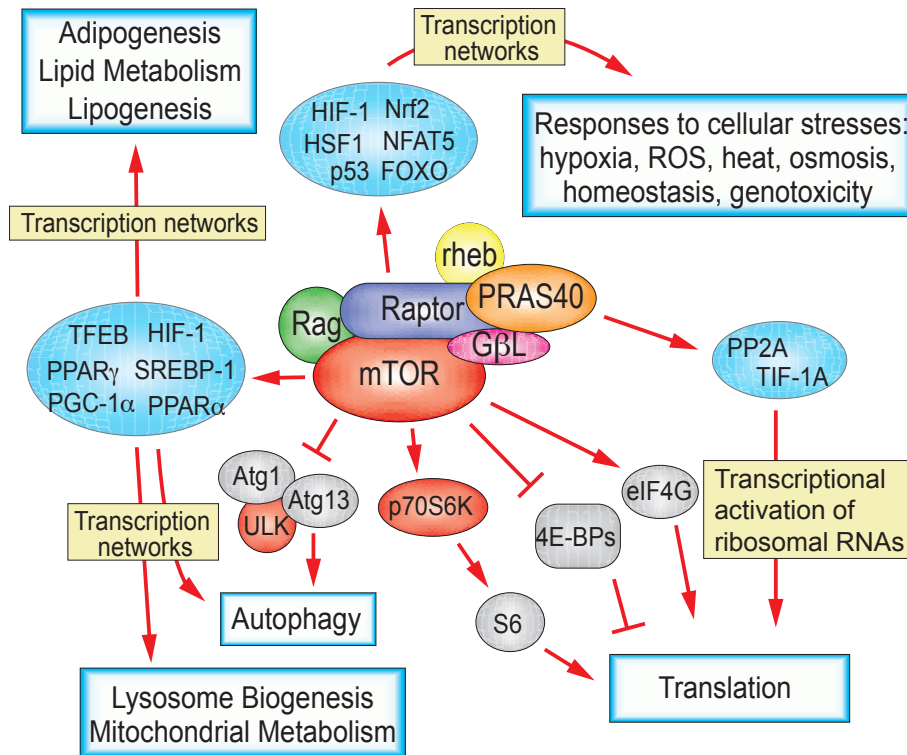 Adipogenesis
Lipid Metabolism
Lipogenesis
Transcription
networks
HIF-1 Nrf2
HSF1 NFAT5
p53 FOXO
Responses to cellular stresses:
hypoxia, ROS, heat, osmosis,
homeostasis, genotoxicity
Transcription networks
rheb
PRAS40
Raptor
Rag
GβL
mTOR
TFEB HIF-1
PPARγ SREBP-1
PGC-1α PPARα
PP2A
TIF-1A
Atg1
Atg13
ULK
p70S6K
eIF4G
4E-BPs
Transcriptional
activation of
ribosomal RNAs
Transcription
networks
Autophagy
S6
Lysosome Biogenesis
Mitochondrial Metabolism
Translation